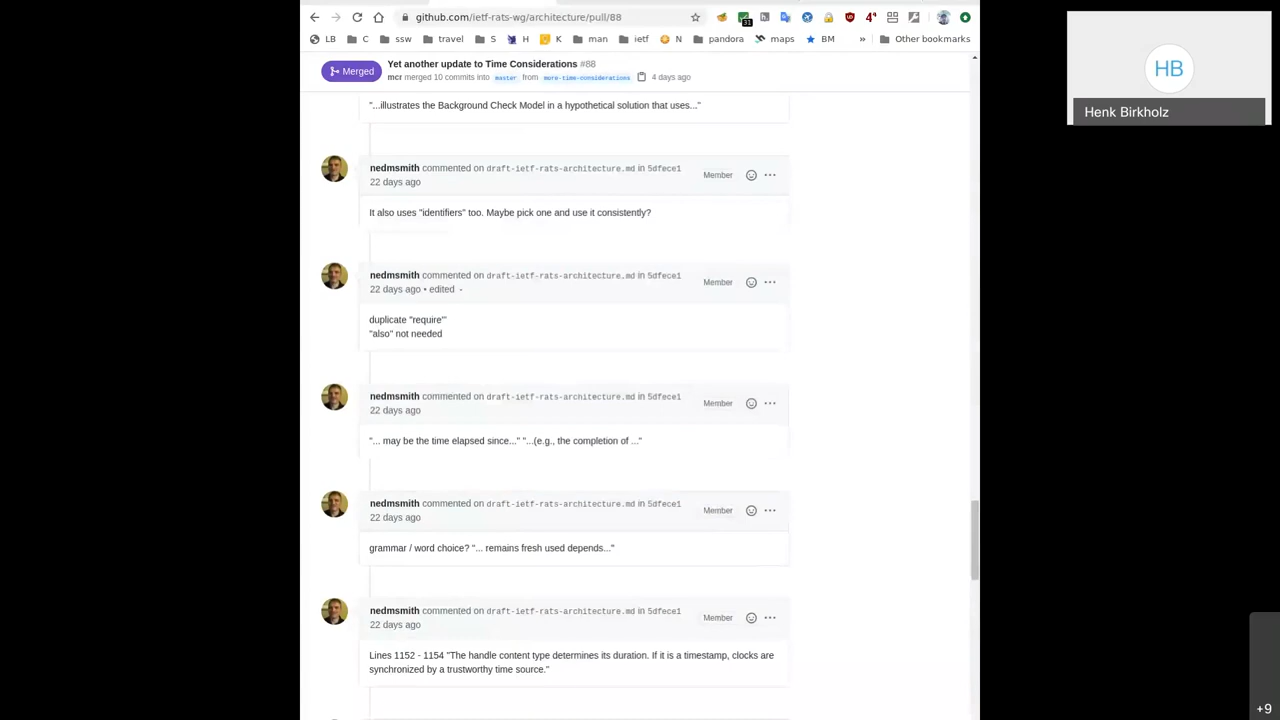 github.com/ietf-rats-wg/architecture/pull/88
31
LB C ssw travel S H K man ietf N pandora maps BM » Other bookmarks
Merged
Yet another update to Time Considerations #88
mcr merged 10 commits into master from more-time-considerations 4 days ago
"...illustrates the Background Check Model in a hypothetical solution that uses..."
nedmsmith commented on draft-ietf-rats-architecture.md in 5dfece1
22 days ago
Member
It also uses "identifiers" too. Maybe pick one and use it consistently?
nedmsmith commented on draft-ietf-rats-architecture.md in 5dfece1
22 days ago • edited
Member
duplicate "require"'
"also" not needed
nedmsmith commented on draft-ietf-rats-architecture.md in 5dfece1
22 days ago
Member
"... may be the time elapsed since..." "...(e.g., the completion of ..."
nedmsmith commented on draft-ietf-rats-architecture.md in 5dfece1
22 days ago
Member
grammar / word choice? "... remains fresh used depends..."
nedmsmith commented on draft-ietf-rats-architecture.md in 5dfece1
22 days ago
Member
Lines 1152 - 1154 "The handle content type determines its duration. If it is a timestamp, clocks are
synchronized by a trustworthy time source."
HB
Henk Birkholz
+9